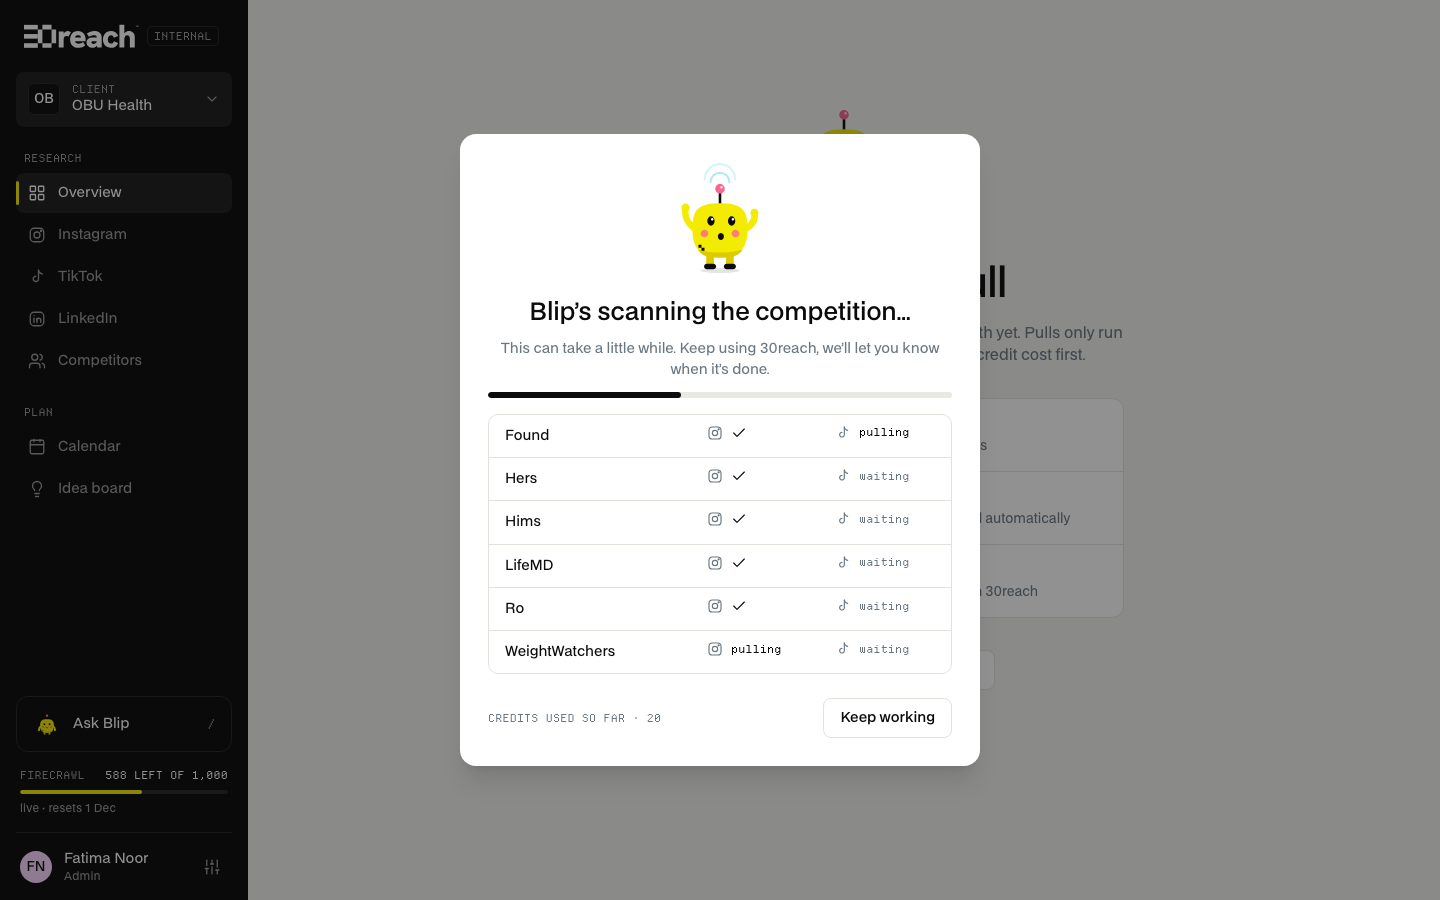 30reach INTERNAL
OB
CLIENT
OBU Health
RESEARCH
Overview
Instagram
TikTok
LinkedIn
Competitors
PLAN
Calendar
Idea board
Ask Blip /
FIRECRAWL 588 LEFT OF 1,000
live · resets 1 Dec
FN
Fatima Noor
Admin
ull
th yet. Pulls only run
credit cost first.
s
automatically
30reach
Blip’s scanning the competition...
This can take a little while. Keep using 30reach, we’ll let you know
when it’s done.
Found pulling
Hers waiting
Hims waiting
LifeMD waiting
Ro waiting
WeightWatchers pulling waiting
CREDITS USED SO FAR · 20
Keep working